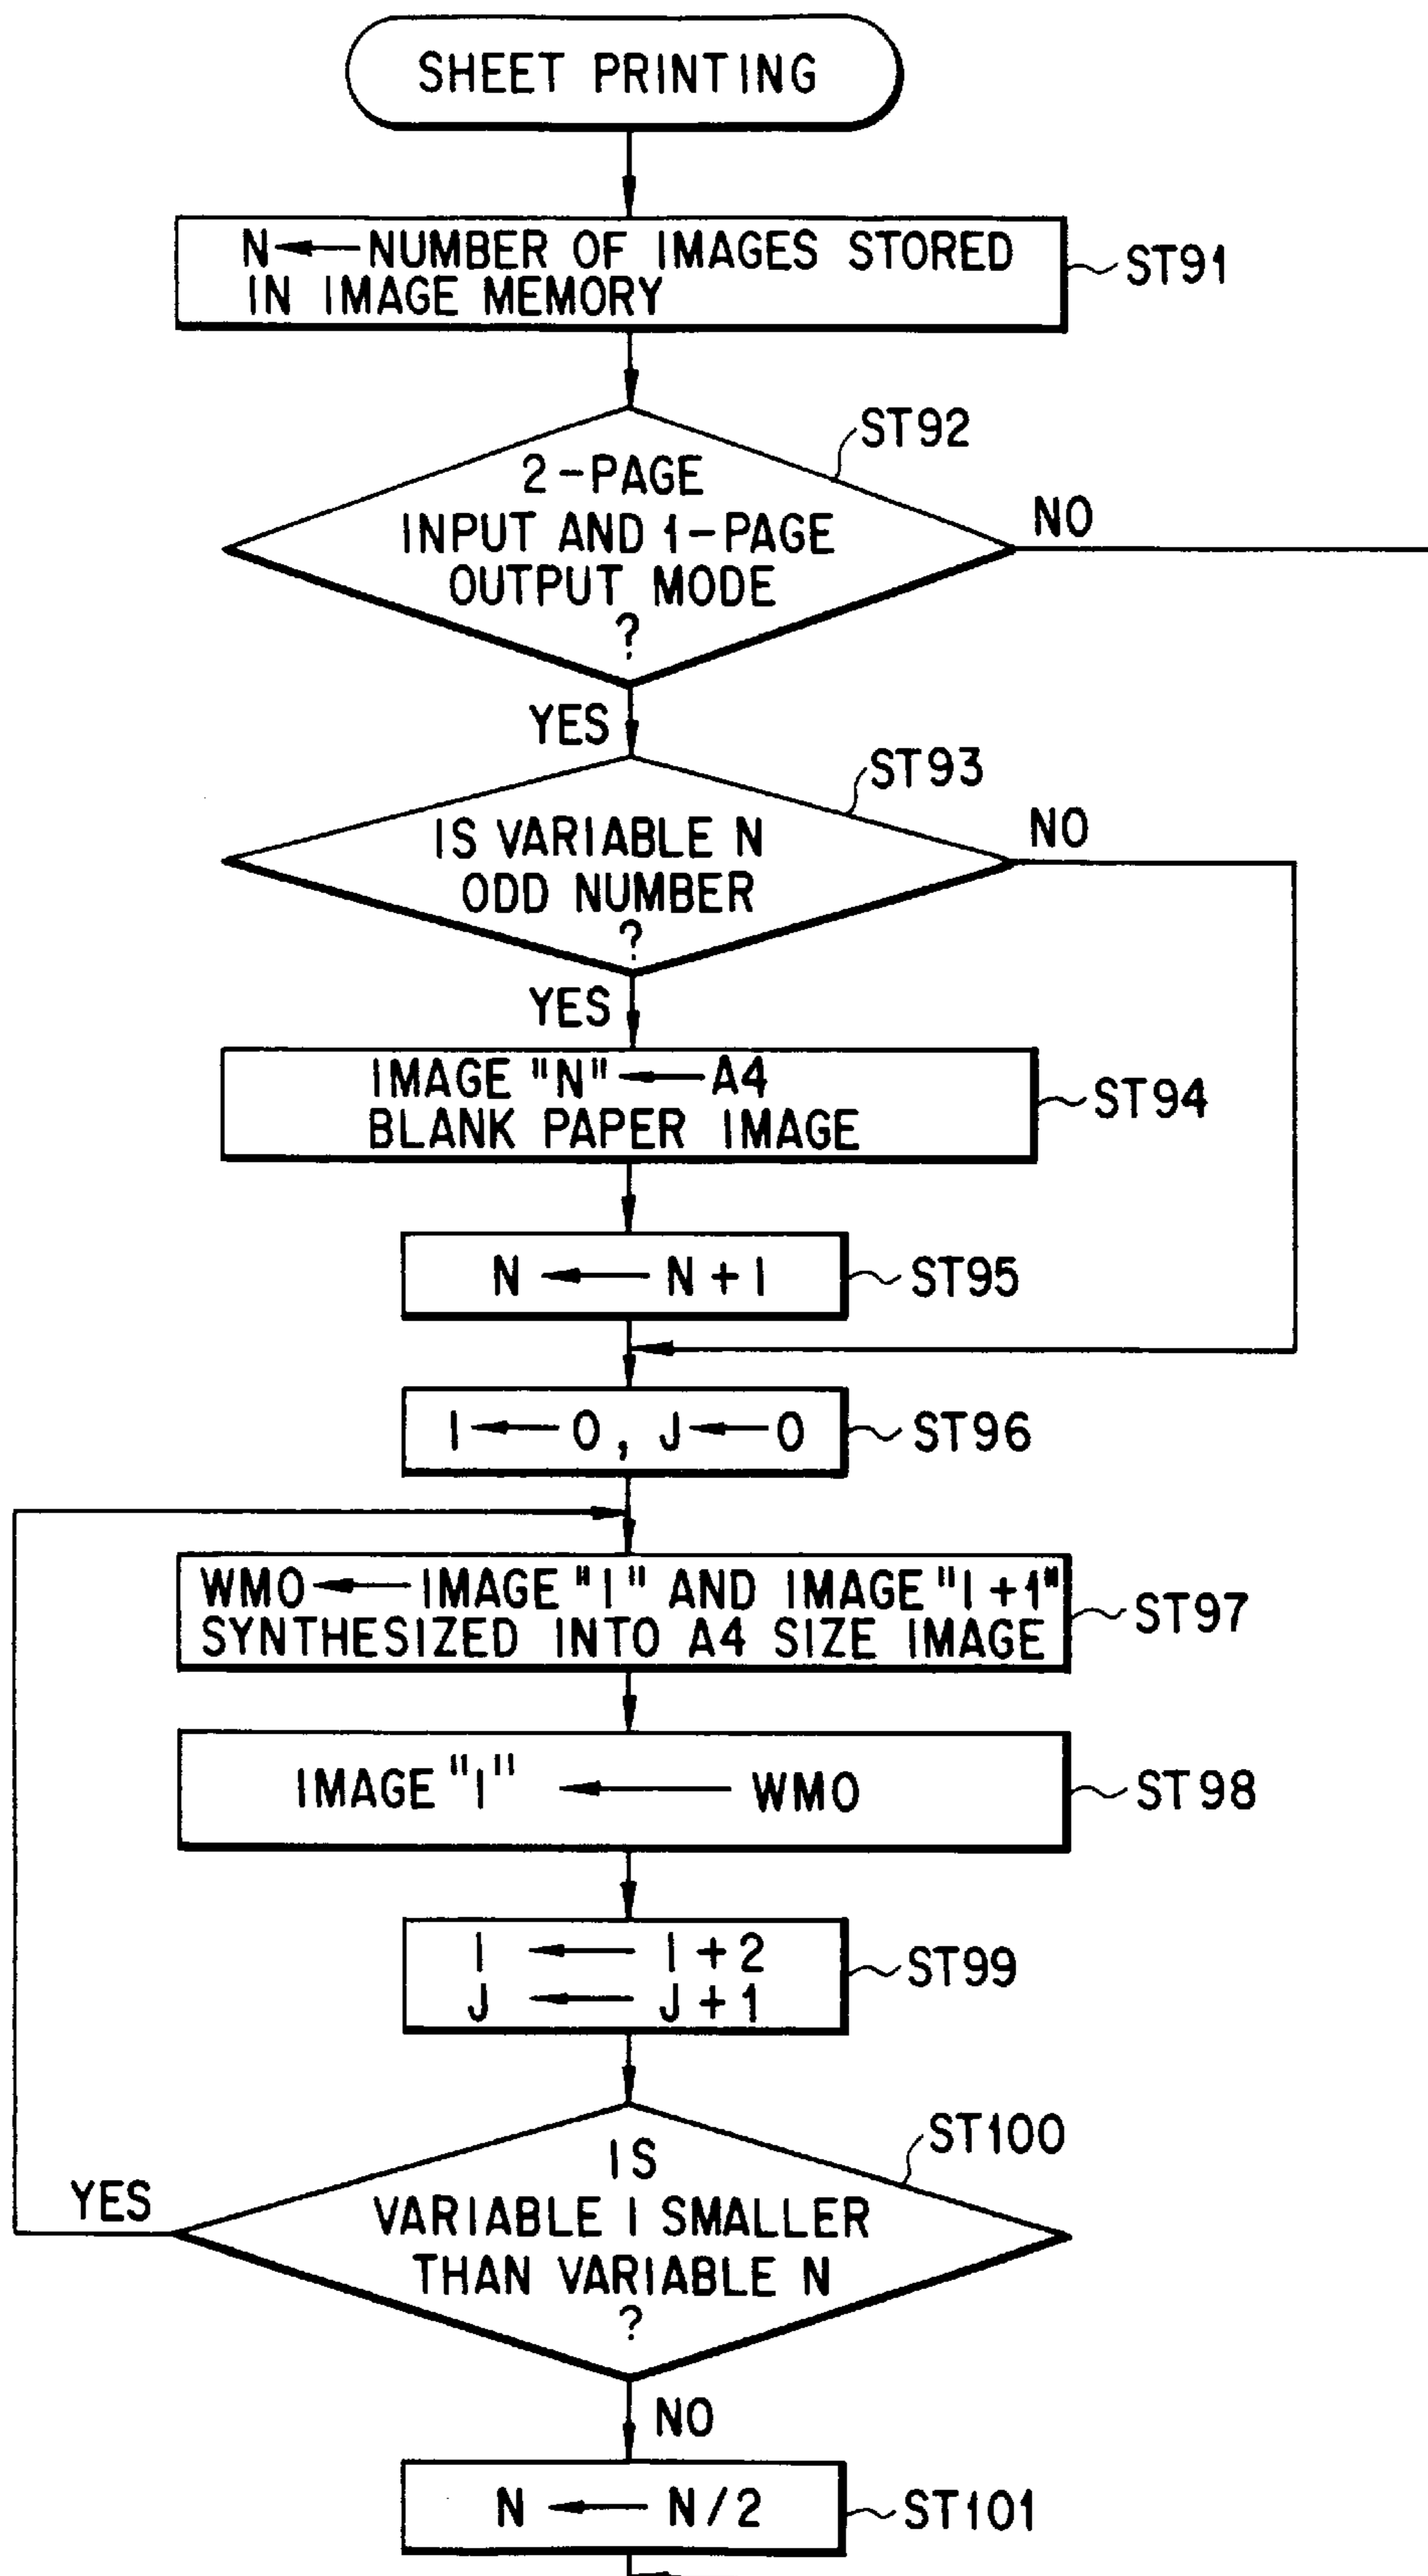 SHEET PRINTING
N←NUMBER OF IMAGES STORED
IN IMAGE MEMORY
ST91
ST92
2-PAGE
INPUT AND 1-PAGE
OUTPUT MODE
?
NO
YES
ST93
IS VARIABLE N
ODD NUMBER
?
NO
YES
IMAGE "N"←A4
BLANK PAPER IMAGE
ST94
N ← N+1
ST95
I←0, J←0
ST96
WMO←IMAGE "I" AND IMAGE "I+1"
SYNTHESIZED INTO A4 SIZE IMAGE
ST97
IMAGE "I" ← WMO
ST98
I ← I+2
J ← J+1
ST99
ST100
IS
VARIABLE I SMALLER
THAN VARIABLE N
?
YES
NO
N ← N/2
ST101